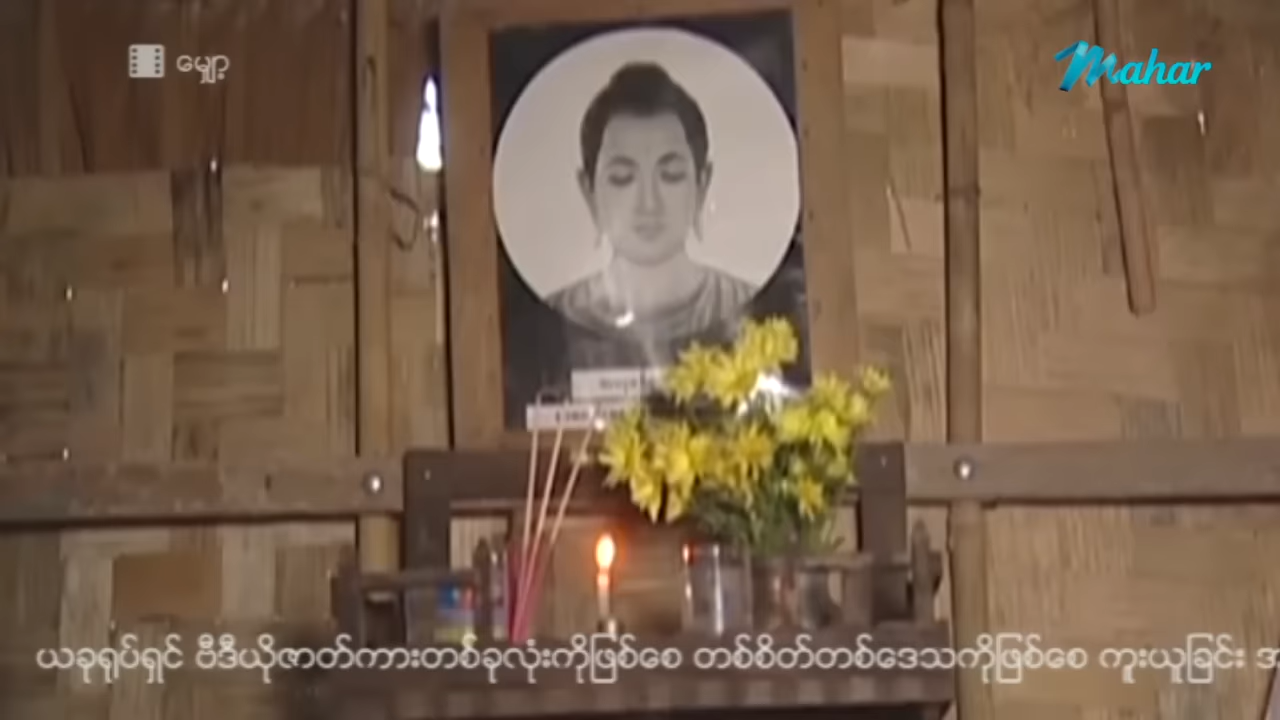 မျှော့
Mahar
ယခုရုပ်ရှင် ဗီဒီယိုဇာတ်ကားတစ်ခုလုံးကိုဖြစ်စေ တစ်စိတ်တစ်ဒေသကိုဖြစ်စေ ကူးယူခြင်း